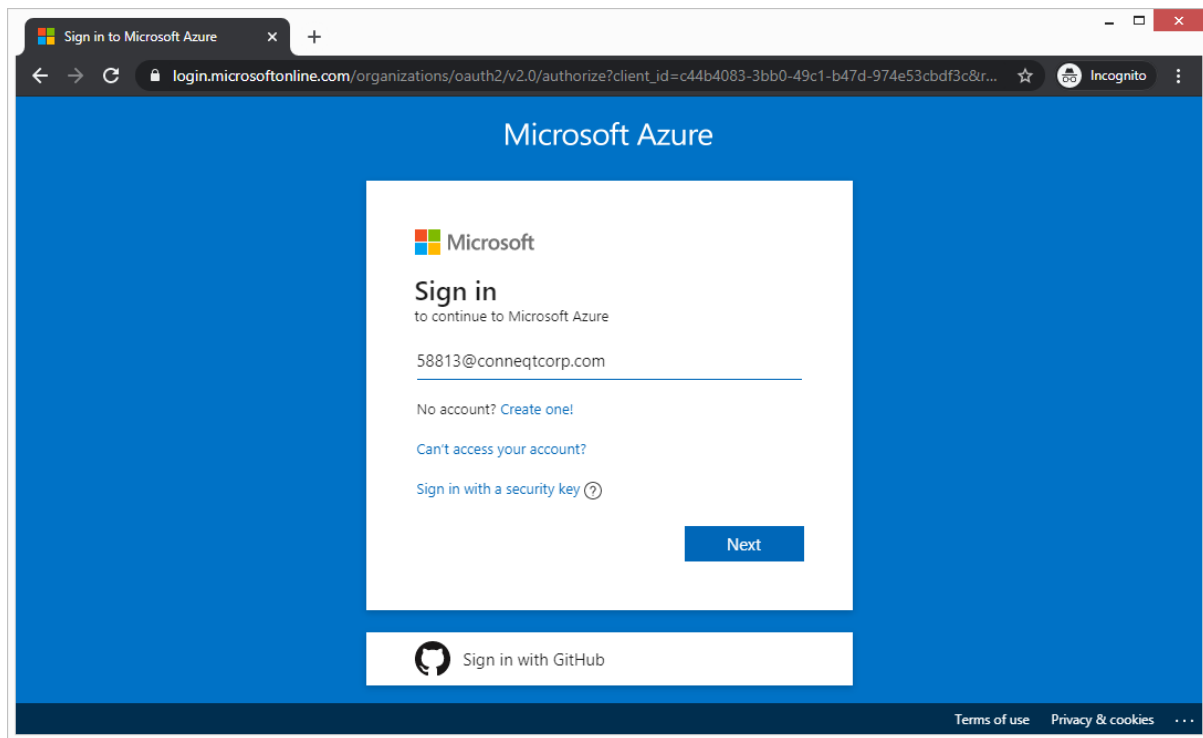 Sign in to Microsoft Azure
login.microsoftonline.com/organizations/oauth2/v2.0/authorize?client_id=c44b4083-3bb0-49c1-b47d-974e53cbdf3c&r...
Incognito
Microsoft Azure
Microsoft
Sign in
to continue to Microsoft Azure
58813@conneqtcorp.com
No account? Create one!
Can't access your account?
Sign in with a security key
Next
Sign in with GitHub
Terms of use Privacy & cookies ...